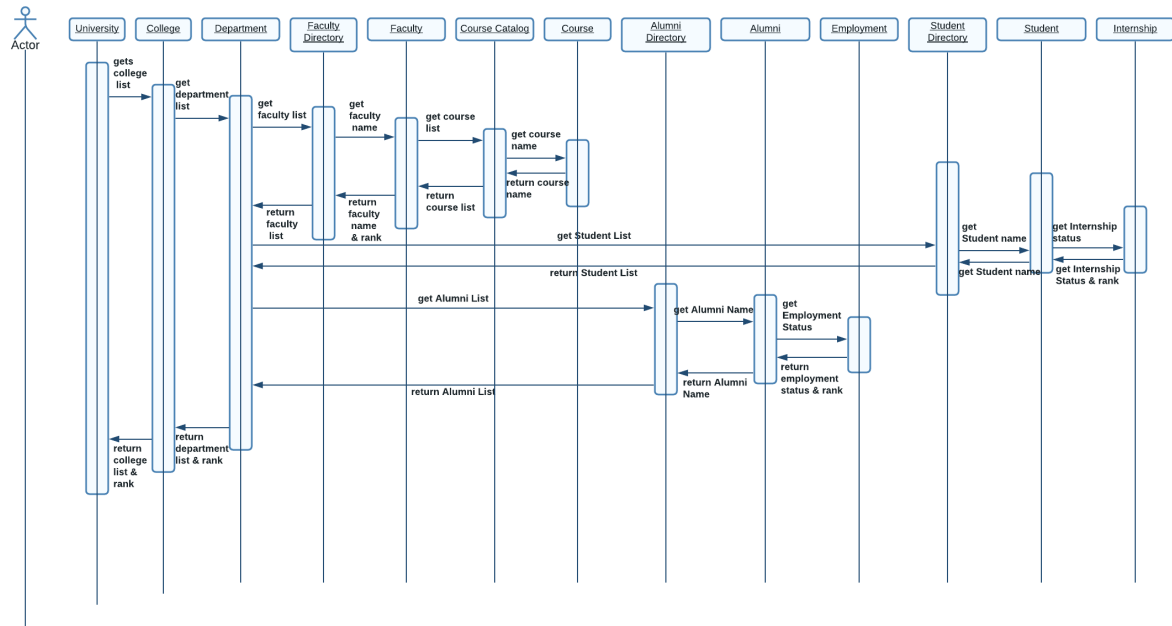 Actor
University
College
Department
Faculty
Directory
Faculty
Course Catalog
Course
Alumni
Directory
Alumni
Employment
Student
Directory
Student
Internship
gets
college
list
get
department
list
get
faculty list
get
faculty
name
get course
list
get course
name
return course
name
return
course list
return
faculty
name
& rank
return
faculty
list
get Student List
get
Student name
get Internship
status
get Student name
get Internship
Status & rank
return Student List
get Alumni List
get Alumni Name
get
Employment
Status
return
employment
status & rank
return Alumni
Name
return Alumni List
return
department
list & rank
return
college
list &
rank